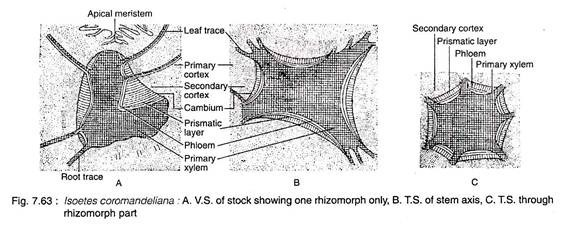 Apical meristem
Leaf trace
Primary
cortex
Secondary
cortex
Cambium
Prismatic
layer
Phloem
Primary
xylem
Root trace
A
B
Secondary cortex
Prismatic layer
Phloem
Primary xylem
C
Fig. 7.63 : Isoetes coromandeliana : A. V.S. of stock showing one rhizomorph only, B. T.S. of stem axis, C. T.S. through
rhizomorph part